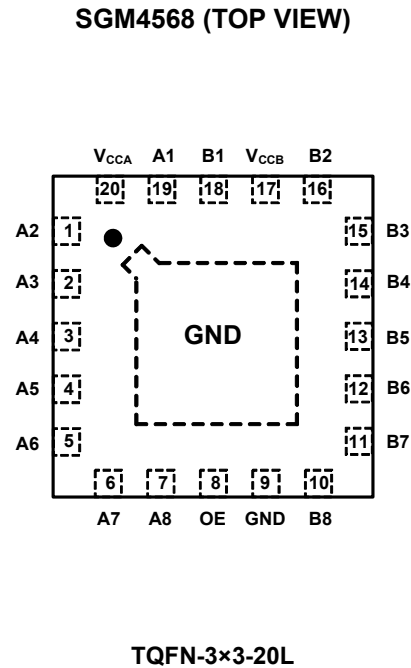 SGM4568 (TOP VIEW)
VCCA A1 B1 VCCB B2
20 19 18 17 16
A2 1 15 B3
A3 2 14 B4
A4 3 GND 13 B5
A5 4 12 B6
A6 5 11 B7
6 7 8 9 10
A7 A8 OE GND B8
TQFN-3×3-20L